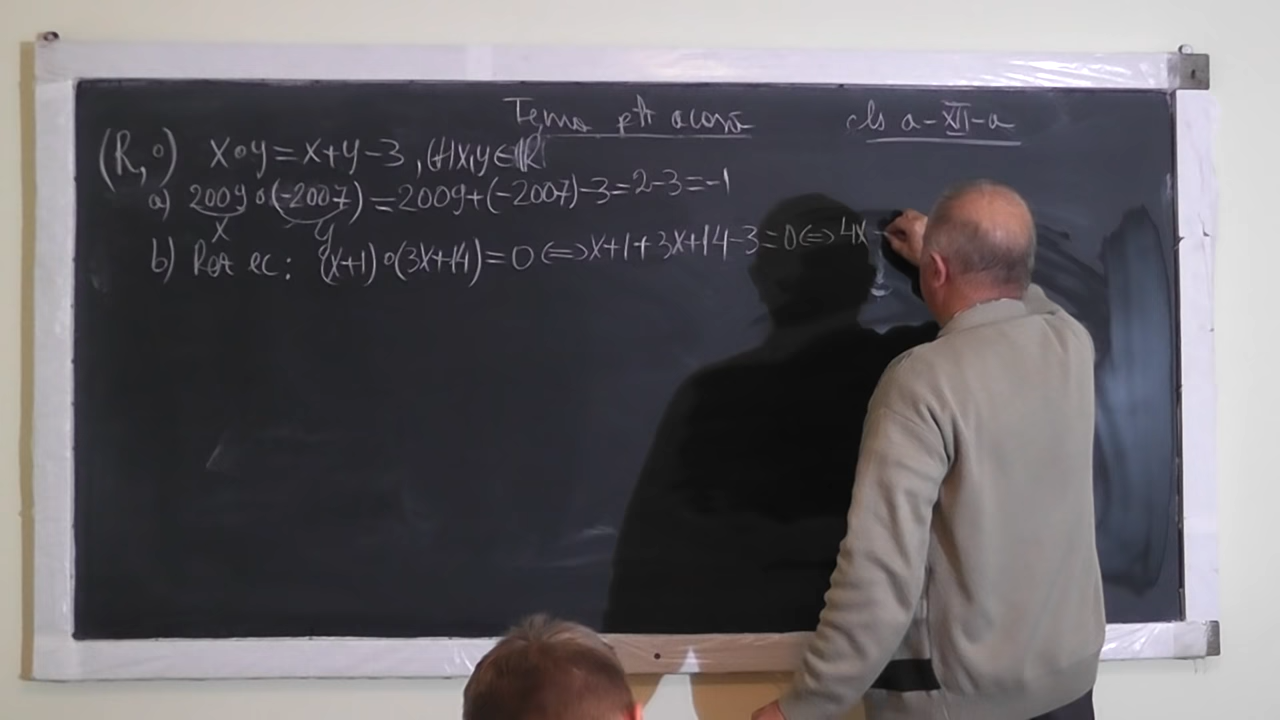 Tema ptr acasă cls a-XII-a
(R,∘) x∘y=x+y-3, (∀)x,y∈ℝ
a) 2009∘(-2007)=2009+(-2007)-3=2-3=-1
x y
b) Rez ec: (x+1)∘(3x+14)=0⇔x+1+3x+14-3=0⇔4x